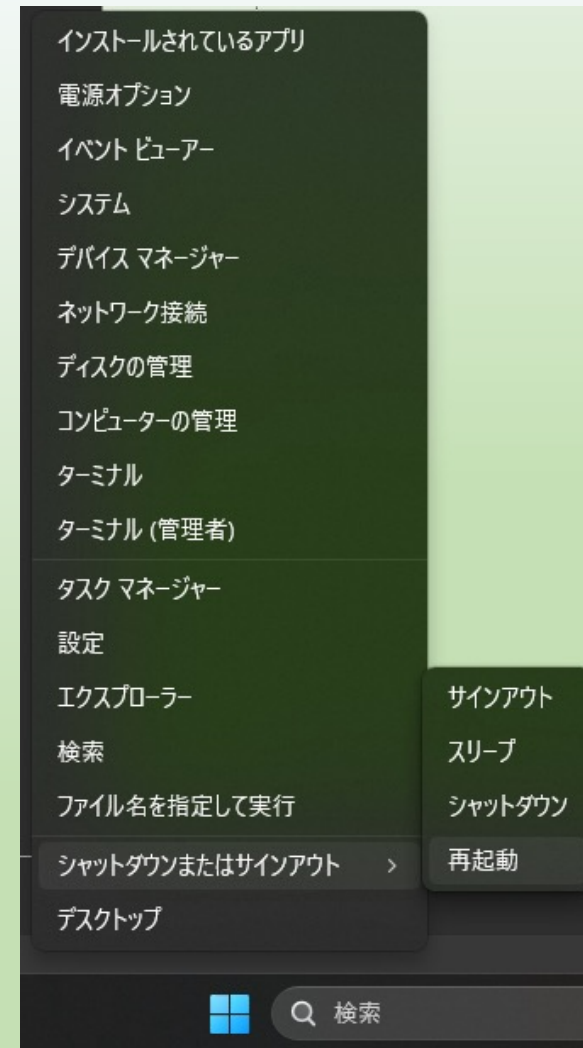 インストールされているアプリ
電源オプション
イベント ビューアー
システム
デバイス マネージャー
ネットワーク接続
ディスクの管理
コンピューターの管理
ターミナル
ターミナル (管理者)
タスク マネージャー
設定
エクスプローラー
検索
ファイル名を指定して実行
シャットダウンまたはサインアウト
デスクトップ
サインアウト
スリープ
シャットダウン
再起動
検索